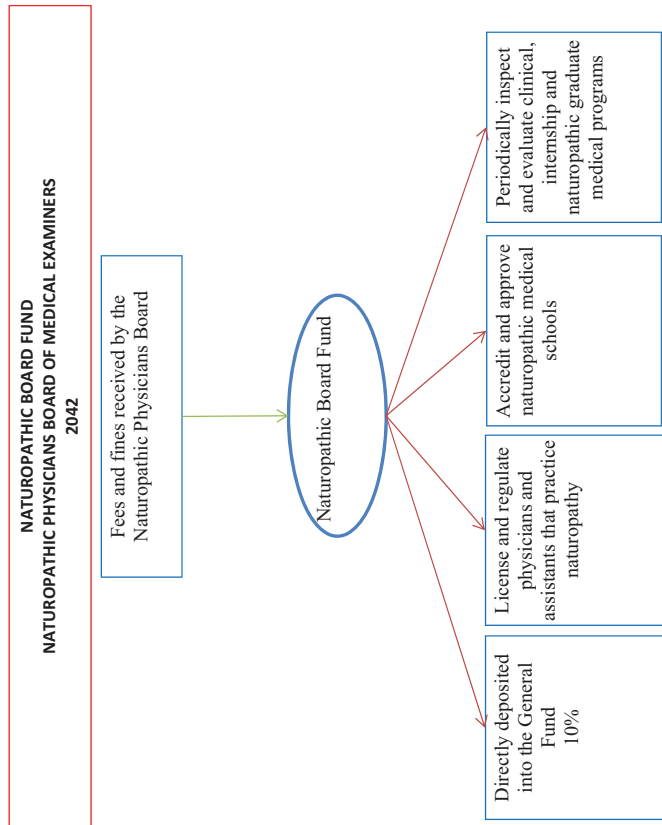 NATUROPATHIC BOARD FUND
NATUROPATHIC PHYSICIANS BOARD OF MEDICAL EXAMINERS
2042
Fees and fines received by the
Naturopathic Physicians Board
Naturopathic Board Fund
Directly deposited
into the General
Fund
10%
License and regulate
physicians and
assistants that practice
naturopathy
Accredit and approve
naturopathic medical
schools
Periodically inspect
and evaluate clinical,
internship and
naturopathic graduate
medical programs